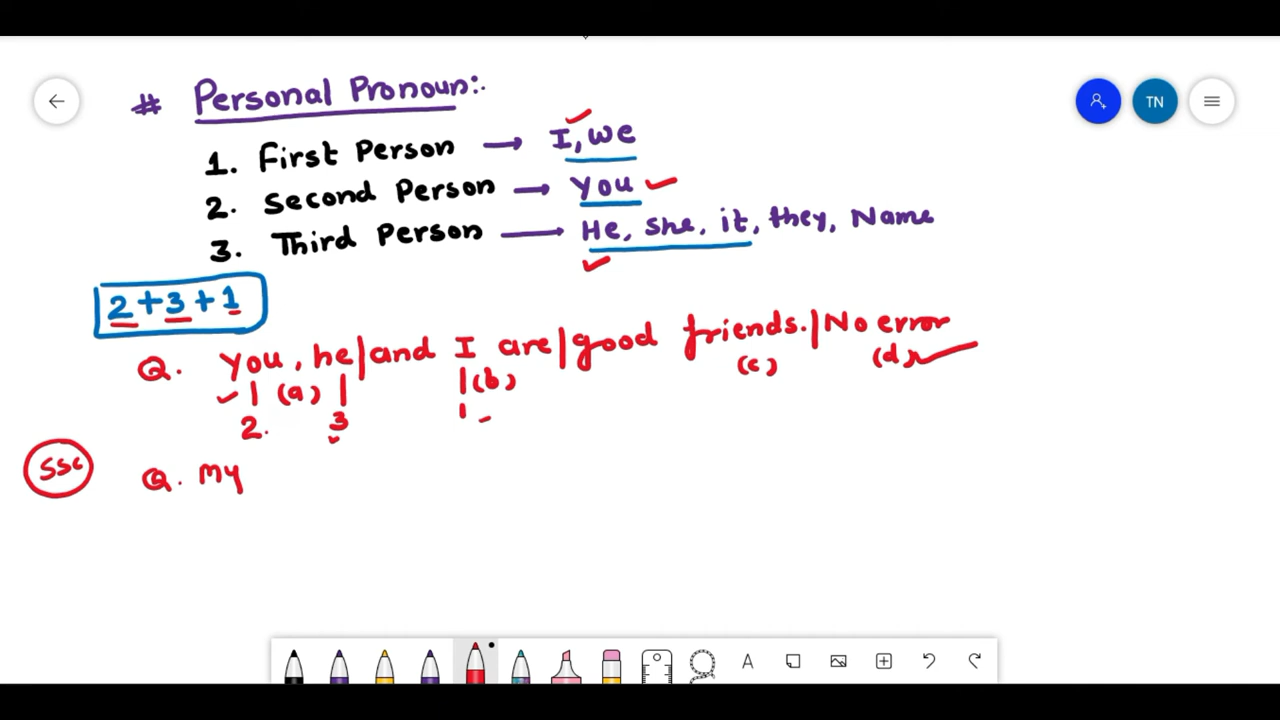 # Personal Pronoun:-
TN
1. First Person → I, we
2. Second Person → You
3. Third Person → He, she, it, they, Name
2+3+1
Q. You, he/and I are/good friends./No error
(a) (b) (c) (d)
2. 3 1
SSC
Q. My
A